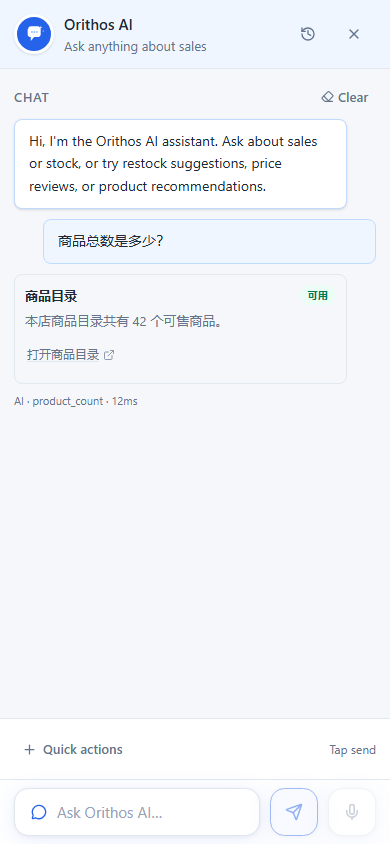 Orithos AI
Ask anything about sales
CHAT
Clear
Hi, I'm the Orithos AI assistant. Ask about sales
or stock, or try restock suggestions, price
reviews, or product recommendations.
商品总数是多少?
商品目录
可用
本店商品目录共有 42 个可售商品。
打开商品目录
AI · product_count · 12ms
Quick actions
Tap send
Ask Orithos AI...